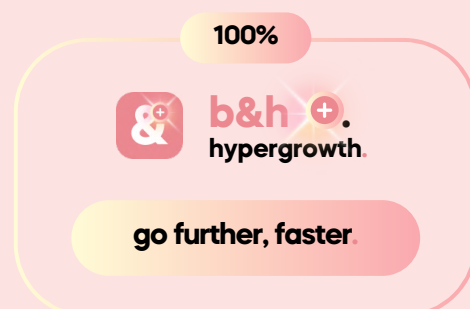 100%
&+
b&h +.
hypergrowth.
go further, faster.